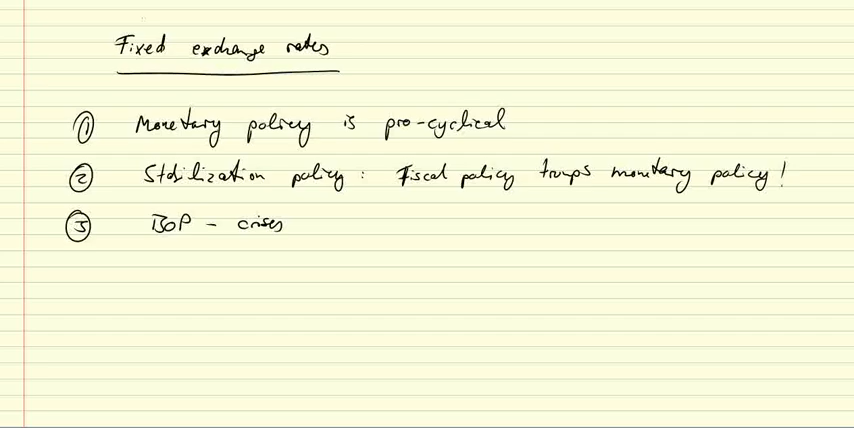 Fixed exchange rates
① Monetary policy is pro-cyclical
② Stabilization policy: Fiscal policy trumps monetary policy!
③ BOP - crises